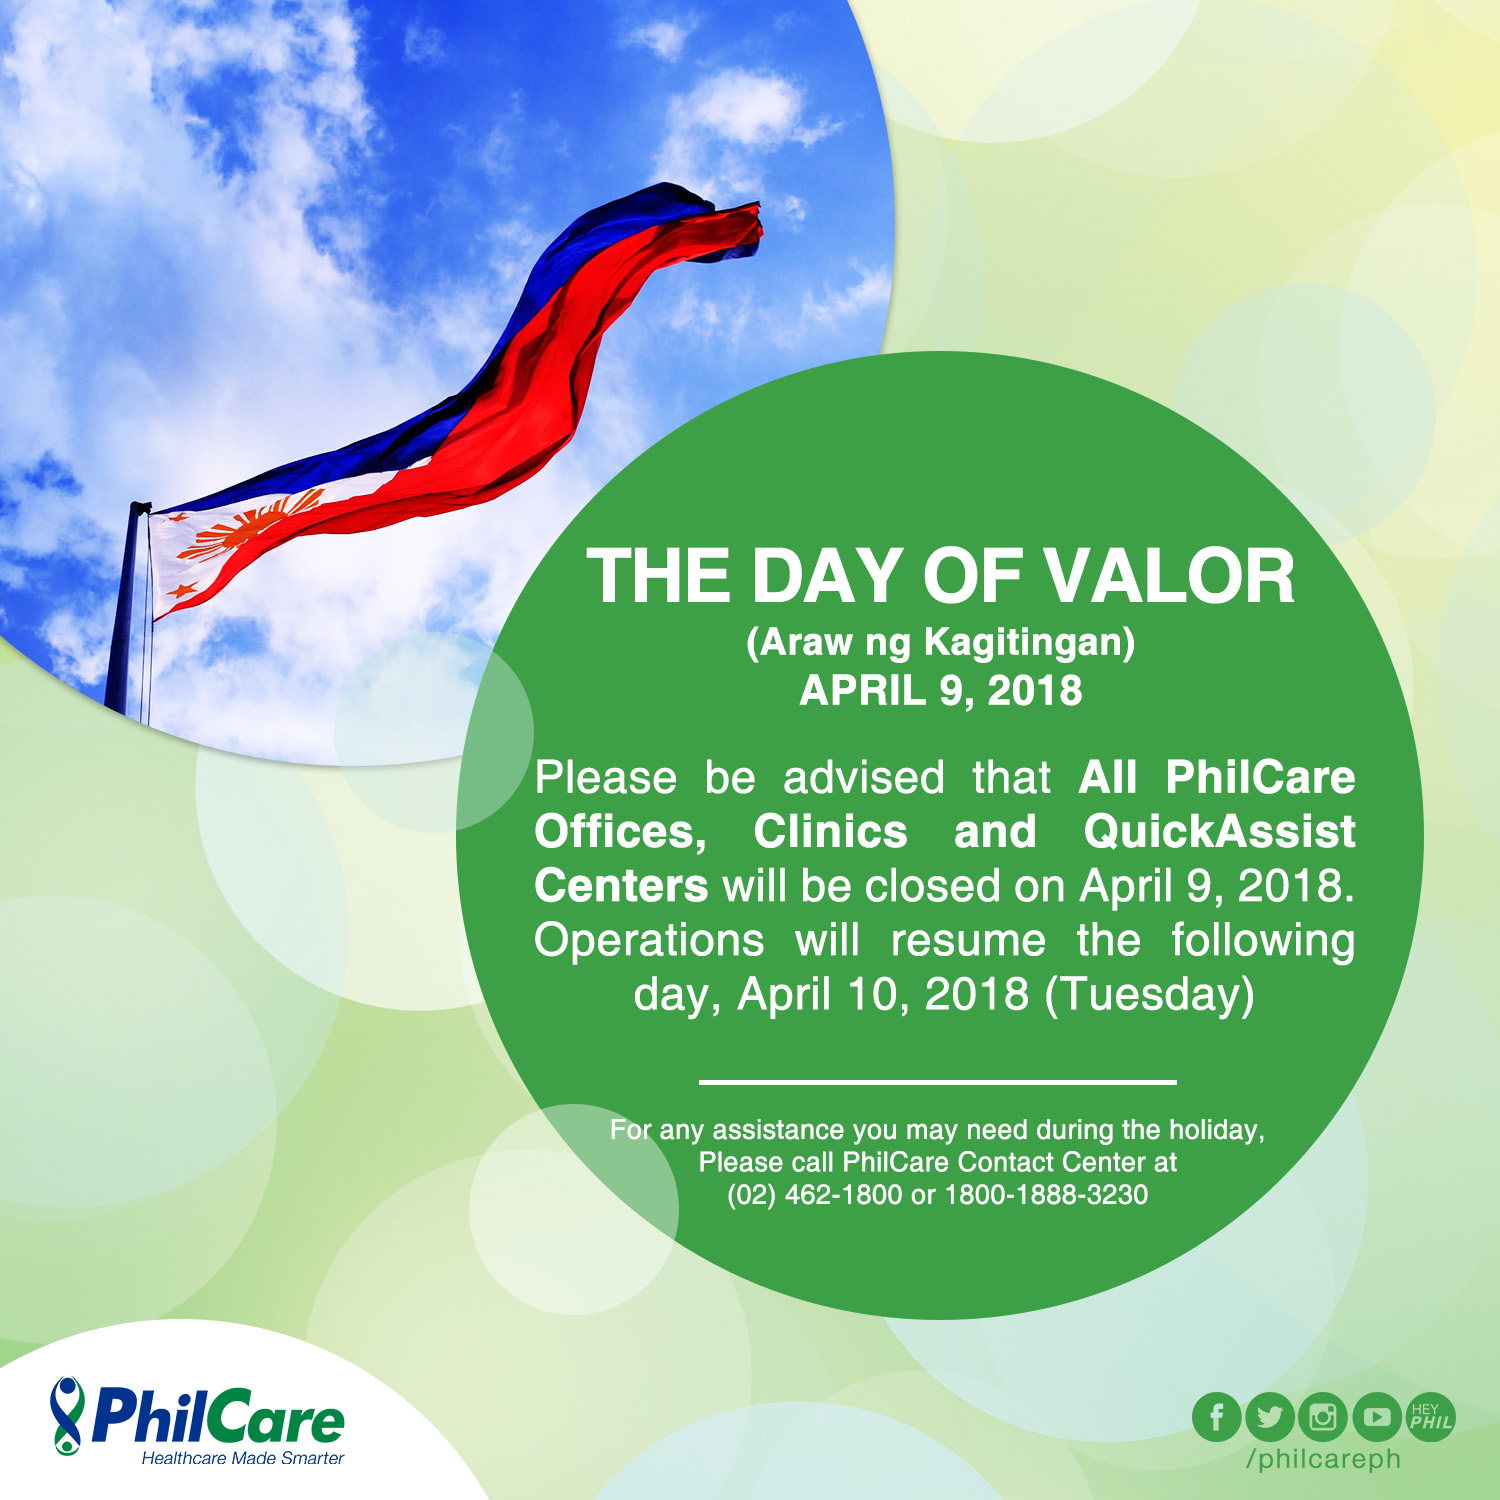 THE DAY OF VALOR
(Araw ng Kagitingan)
APRIL 9, 2018
Please be advised that All PhilCare
Offices, Clinics and QuickAssist
Centers will be closed on April 9, 2018.
Operations will resume the following
day, April 10, 2018 (Tuesday)
For any assistance you may need during the holiday,
Please call PhilCare Contact Center at
(02) 462-1800 or 1800-1888-3230
PhilCare
Healthcare Made Smarter
HEY
PHIL
/philcareph